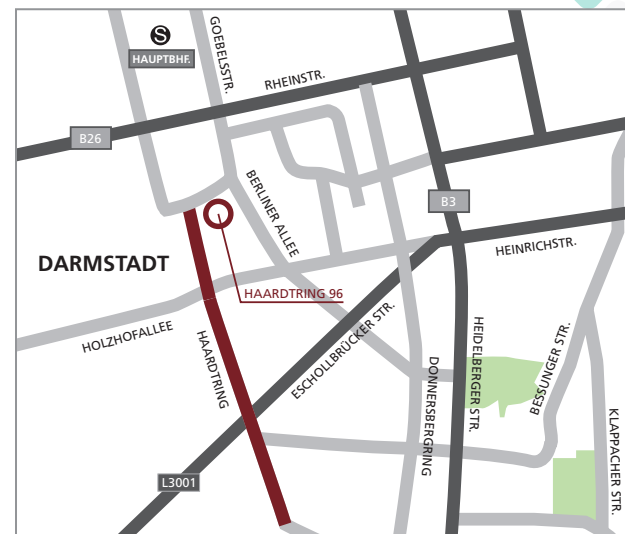 S
HAUPTBHF.
GOEBELSSTR.
RHEINSTR.
B26
BERLINER ALLEE
B3
HEINRICHSTR.
DARMSTADT
HAARDTRING 96
HOLZHOFALLEE
HAARDTRING
ESCHOLLBRÜCKER STR.
HEIDELBERGER STR.
DONNERSBERGRING
BESSUNGER STR.
KLAPPACHER STR.
L3001